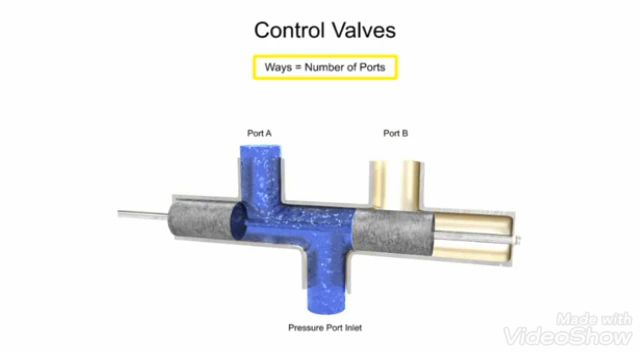 Control Valves
Ways = Number of Ports
Port A
Port B
Pressure Port Inlet
Made with
VideoShow